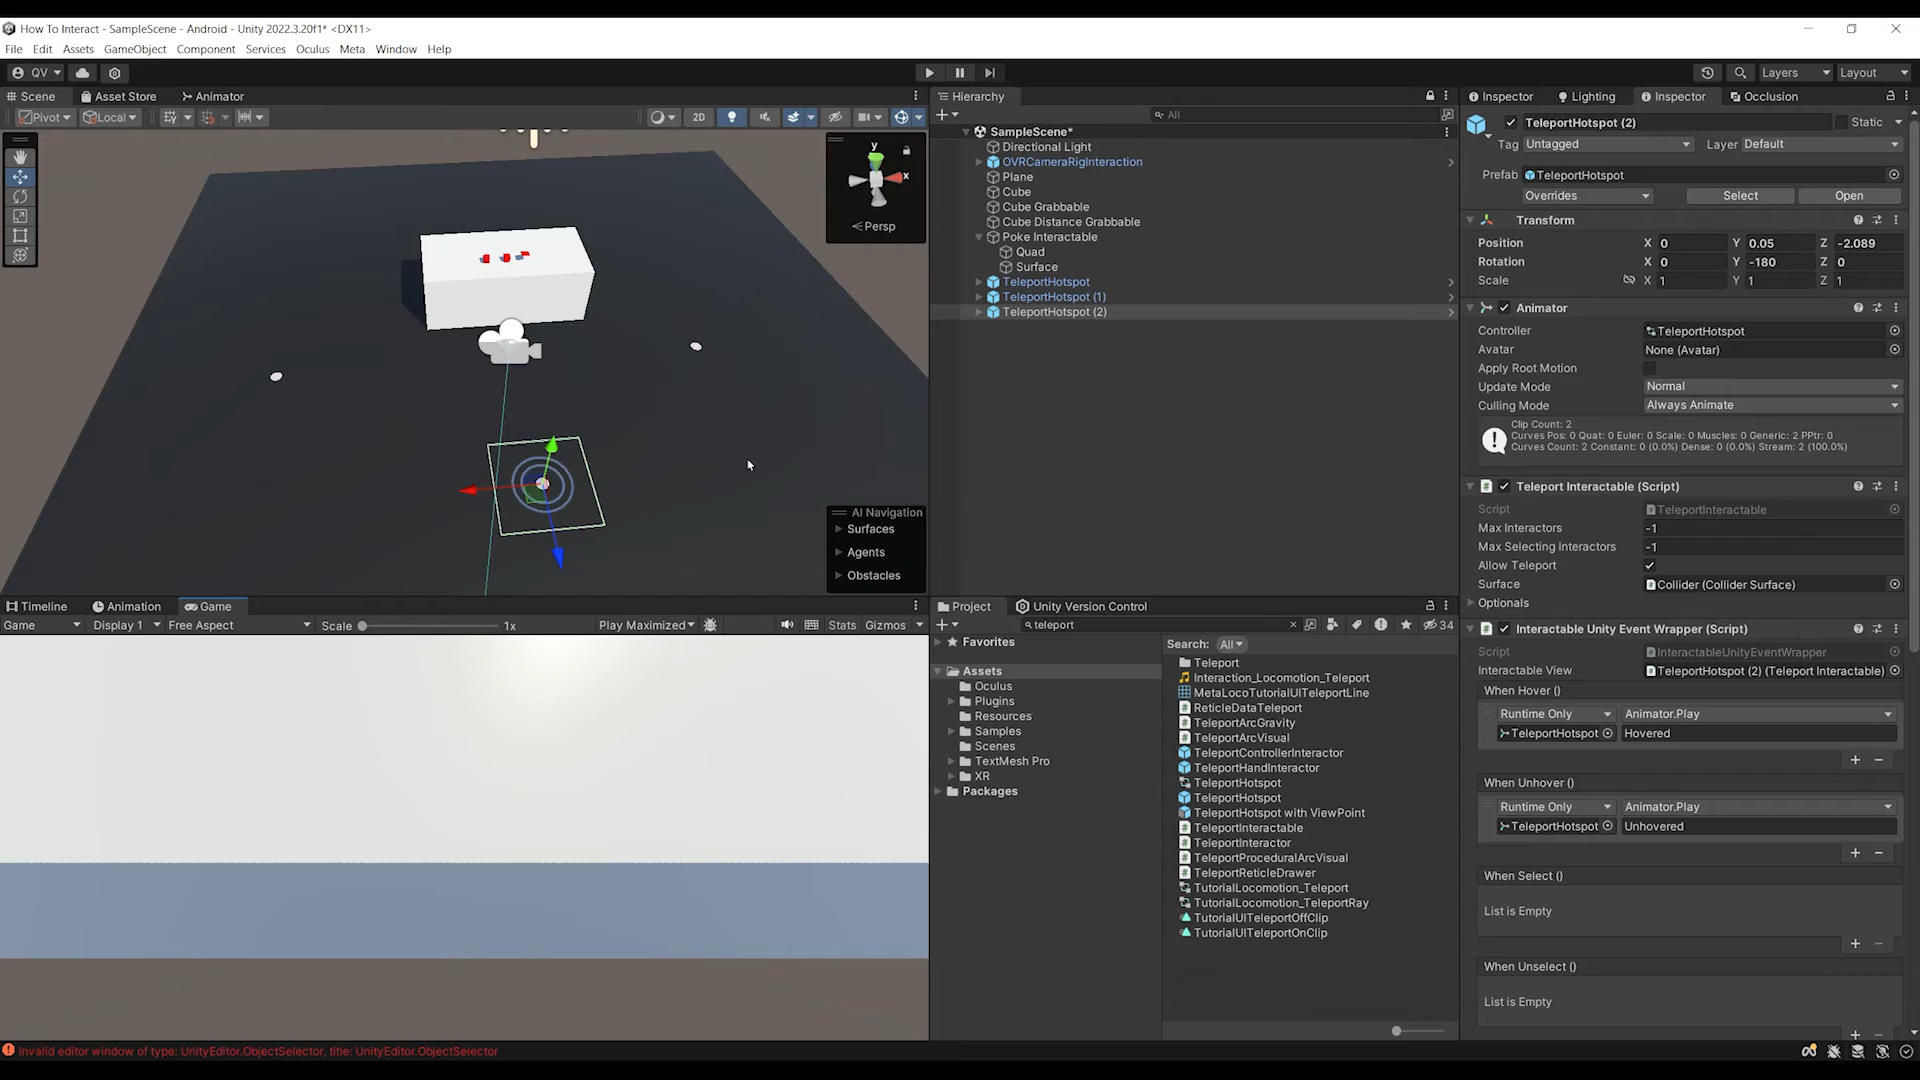 How To Interact - SampleScene - Android - Unity 2022.3.20f1* <DX11>
File Edit Assets GameObject Component Services Oculus Meta Window Help
QV
Layers Layout
Scene Asset Store Animator
Pivot Local 2D
y
x
Persp
AI Navigation
Surfaces
Agents
Obstacles
Hierarchy
All
SampleScene*
Directional Light
OVRCameraRigInteraction
Plane
Cube
Cube Grabbable
Cube Distance Grabbable
Poke Interactable
Quad
Surface
TeleportHotspot
TeleportHotspot (1)
TeleportHotspot (2)
Timeline Animation Game
Game Display 1 Free Aspect Scale 1x Play Maximized Stats Gizmos
Project Unity Version Control
teleport
34
Favorites
Assets
Oculus
Plugins
Resources
Samples
Scenes
TextMesh Pro
XR
Packages
Search: All
Teleport
Interaction_Locomotion_Teleport
MetaLocoTutorialUITeleportLine
ReticleDataTeleport
TeleportArcGravity
TeleportArcVisual
TeleportControllerInteractor
TeleportHandInteractor
TeleportHotspot
TeleportHotspot
TeleportHotspot with ViewPoint
TeleportInteractable
TeleportInteractor
TeleportProceduralArcVisual
TeleportReticleDrawer
TutorialLocomotion_Teleport
TutorialLocomotion_TeleportRay
TutorialUITeleportOffClip
TutorialUITeleportOnClip
Inspector Lighting Inspector Occlusion
TeleportHotspot (2) Static
Tag Untagged Layer Default
Prefab TeleportHotspot
Overrides Select Open
Transform
Position X 0 Y 0.05 Z -2.089
Rotation X 0 Y -180 Z 0
Scale X 1 Y 1 Z 1
Animator
Controller TeleportHotspot
Avatar None (Avatar)
Apply Root Motion
Update Mode Normal
Culling Mode Always Animate
Clip Count: 2
Curves Pos: 0 Quat: 0 Euler: 0 Scale: 0 Muscles: 0 Generic: 2 PPtr: 0
Curves Count: 2 Constant: 0 (0.0%) Dense: 0 (0.0%) Stream: 2 (100.0%)
Teleport Interactable (Script)
Script TeleportInteractable
Max Interactors -1
Max Selecting Interactors -1
Allow Teleport
Surface Collider (Collider Surface)
Optionals
Interactable Unity Event Wrapper (Script)
Script InteractableUnityEventWrapper
Interactable View TeleportHotspot (2) (Teleport Interactable)
When Hover ()
Runtime Only Animator.Play
TeleportHotspot Hovered
When Unhover ()
Runtime Only Animator.Play
TeleportHotspot Unhovered
When Select ()
List is Empty
When Unselect ()
List is Empty
Invalid editor window of type: UnityEditor.ObjectSelector, title: UnityEditor.ObjectSelector